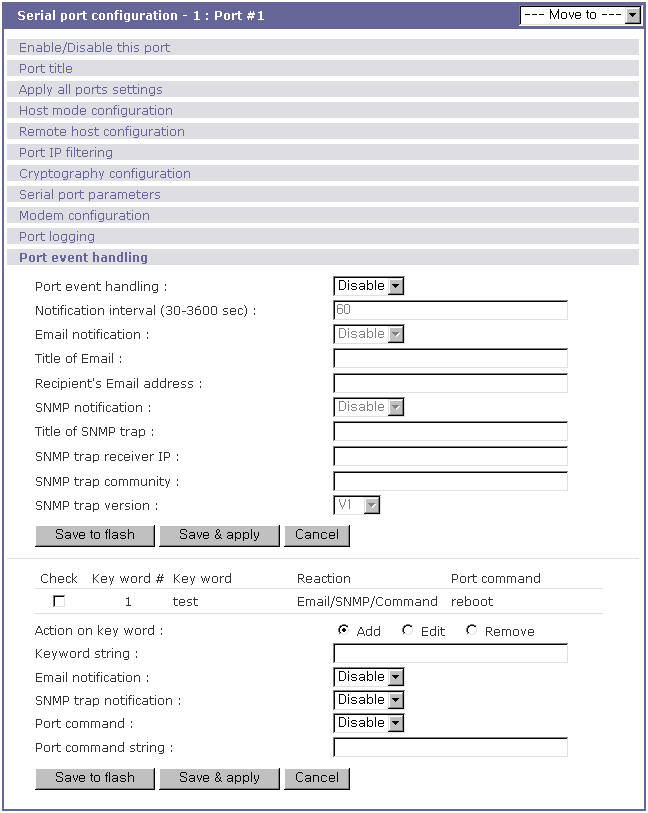 Serial port configuration - 1 : Port #1 --- Move to ---
Enable/Disable this port
Port title
Apply all ports settings
Host mode configuration
Remote host configuration
Port IP filtering
Cryptography configuration
Serial port parameters
Modem configuration
Port logging
Port event handling
Port event handling : Disable
Notification interval (30-3600 sec) : 60
Email notification : Disable
Title of Email :
Recipient's Email address :
SNMP notification : Disable
Title of SNMP trap :
SNMP trap receiver IP :
SNMP trap community :
SNMP trap version : V1
Save to flash Save & apply Cancel
Check Key word # Key word Reaction Port command
1 test Email/SNMP/Command reboot
Action on key word : Add Edit Remove
Keyword string :
Email notification : Disable
SNMP trap notification : Disable
Port command : Disable
Port command string :
Save to flash Save & apply Cancel